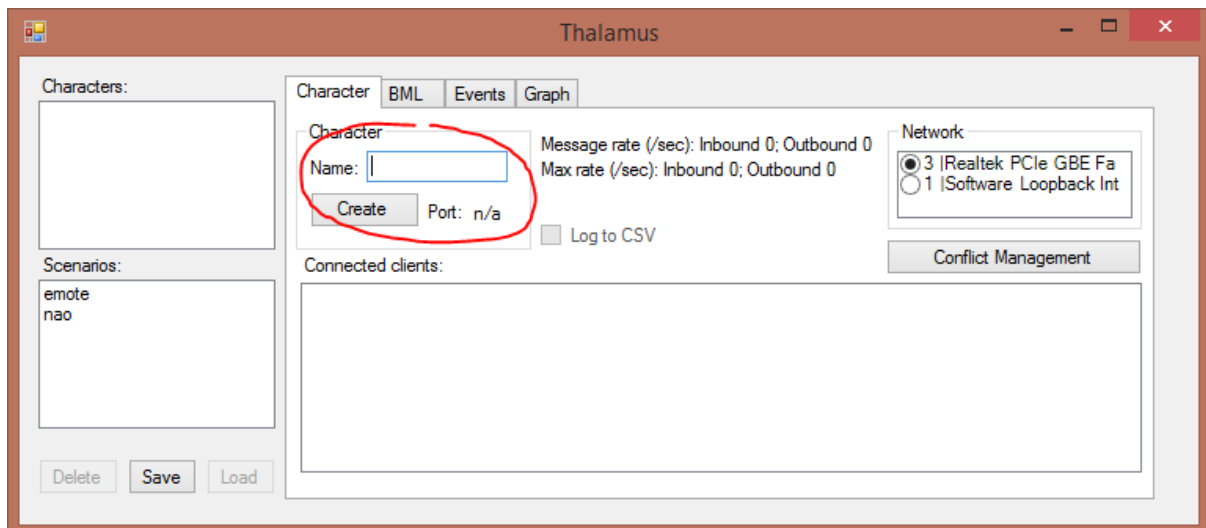 Thalamus
Characters:
Character BML Events Graph
Character
Name:
Create Port: n/a
Message rate (/sec): Inbound 0; Outbound 0
Max rate (/sec): Inbound 0; Outbound 0
Log to CSV
Network
3 |Realtek PCIe GBE Fa
1 |Software Loopback Int
Conflict Management
Scenarios:
emote
nao
Connected clients:
Delete Save Load